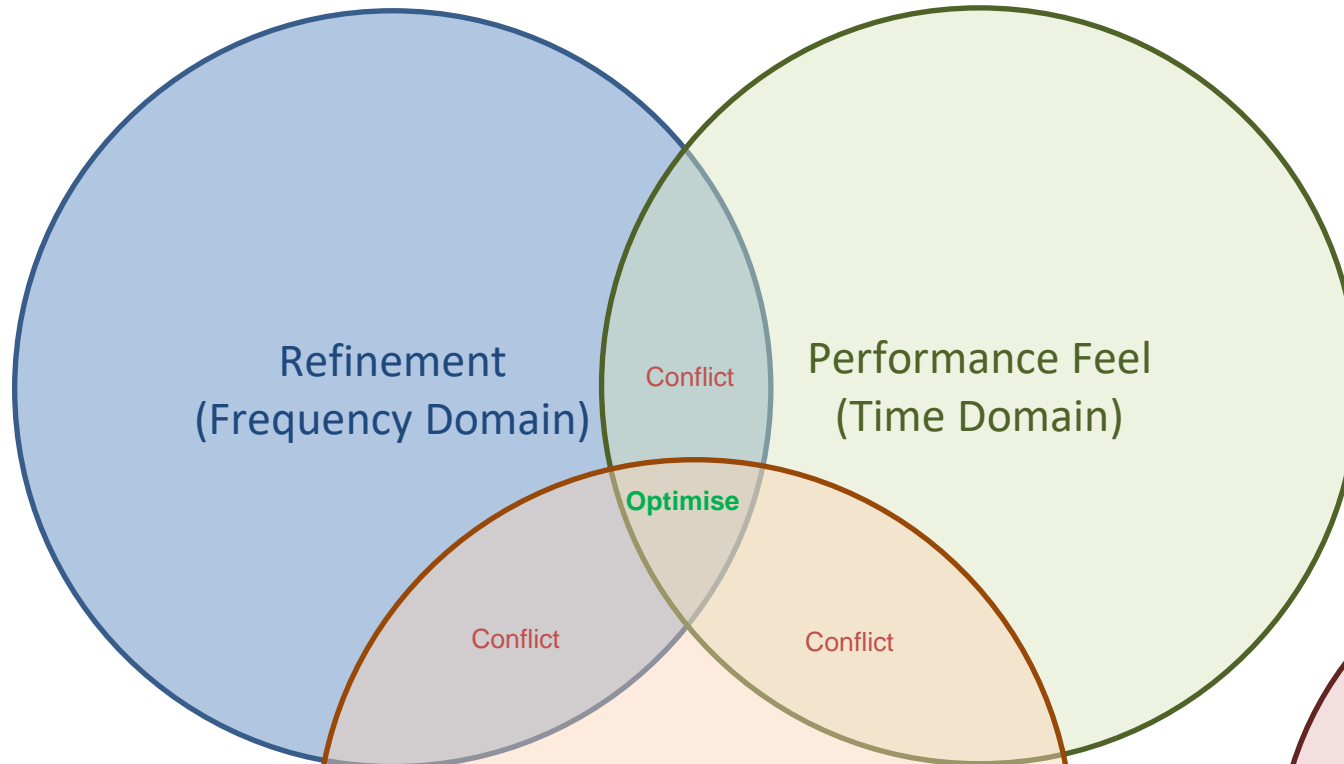 Refinement
(Frequency Domain)
Performance Feel
(Time Domain)
Conflict
Optimise
Conflict
Conflict